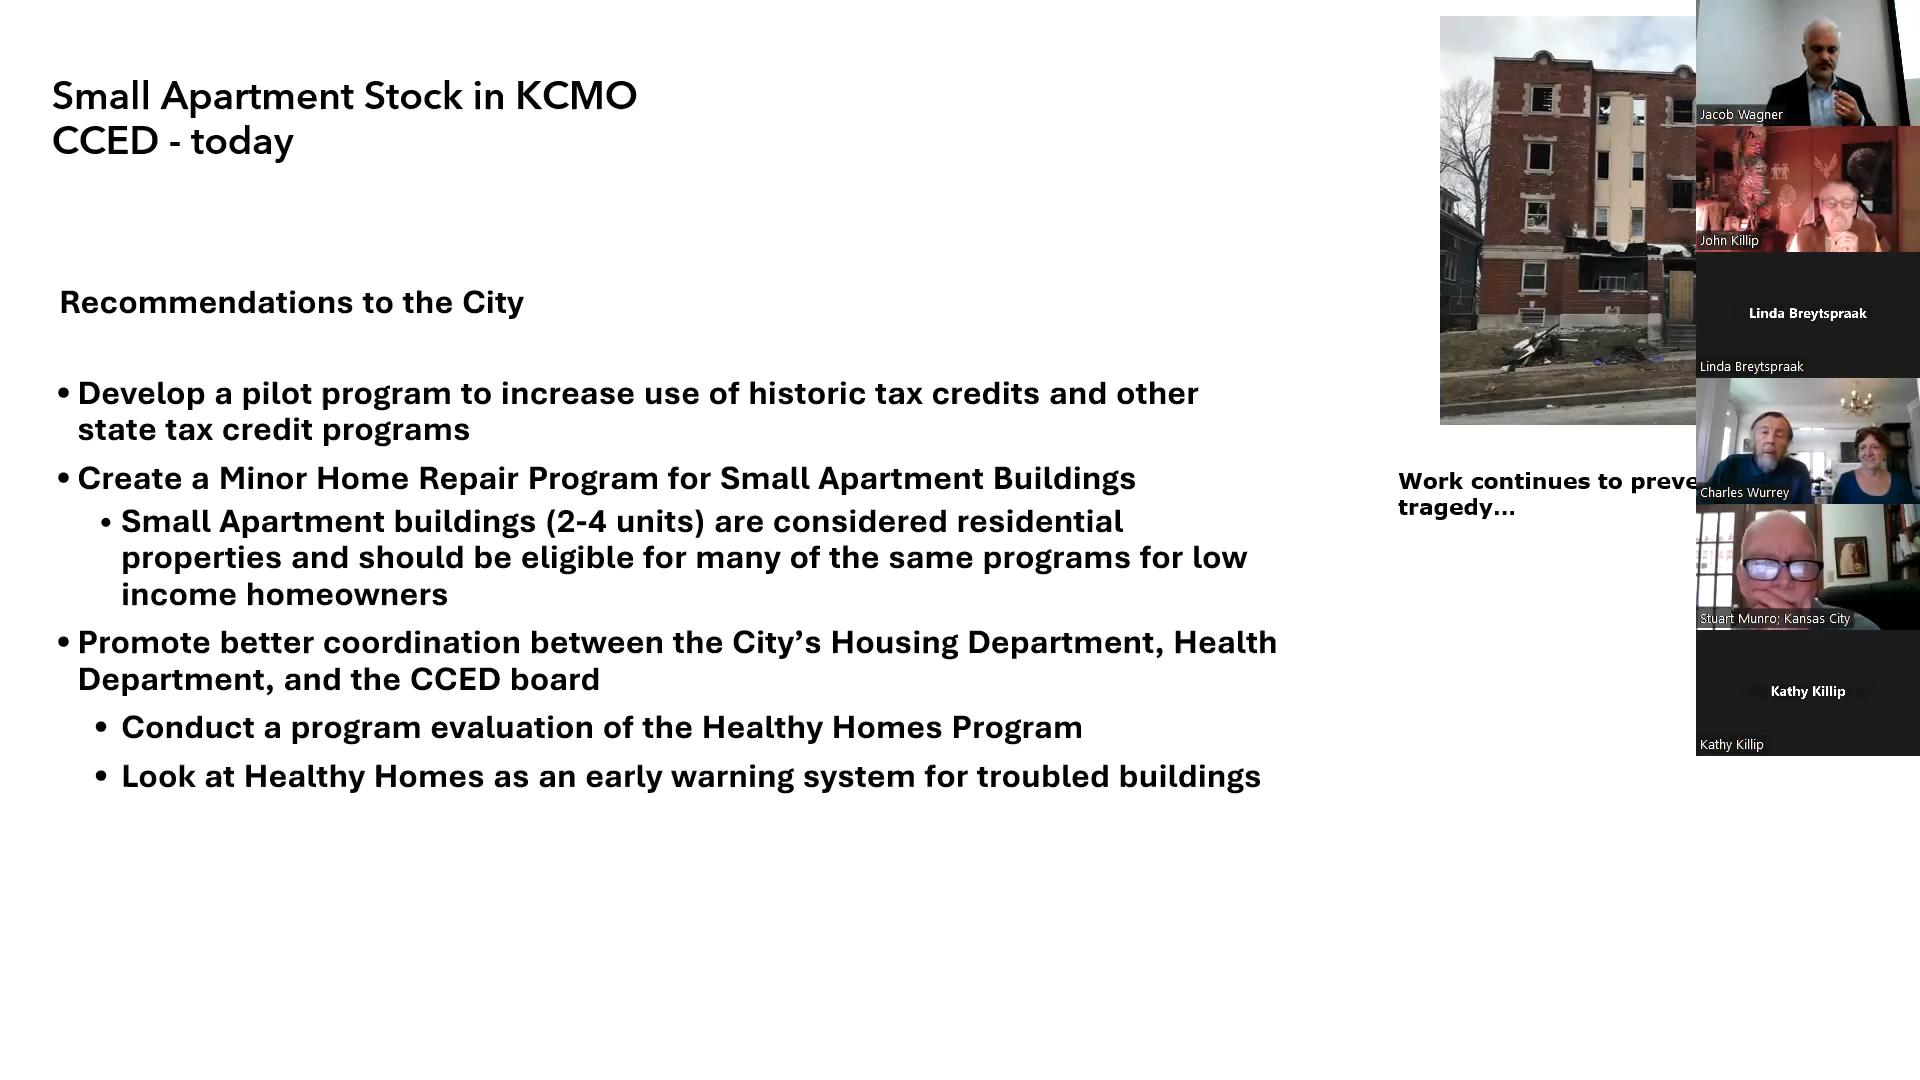 Small Apartment Stock in KCMO
CCED - today
Recommendations to the City
• Develop a pilot program to increase use of historic tax credits and other
state tax credit programs
• Create a Minor Home Repair Program for Small Apartment Buildings
• Small Apartment buildings (2-4 units) are considered residential
properties and should be eligible for many of the same programs for low
income homeowners
• Promote better coordination between the City’s Housing Department, Health
Department, and the CCED board
• Conduct a program evaluation of the Healthy Homes Program
• Look at Healthy Homes as an early warning system for troubled buildings
Work continues to preve
tragedy...
Jacob Wagner
John Killip
Linda Breytspraak
Linda Breytspraak
Charles Wurrey
Stuart Munro; Kansas City
Kathy Killip
Kathy Killip